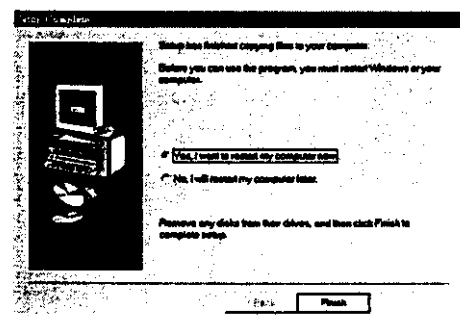 Setup Complete
Setup has finished copying files to your computer.
Before you can use the program, you must restart Windows or your
computer.
Yes, I want to restart my computer now.
No, I will restart my computer later.
Remove any disks from their drives, and then click Finish to
complete setup.
Back
Finish